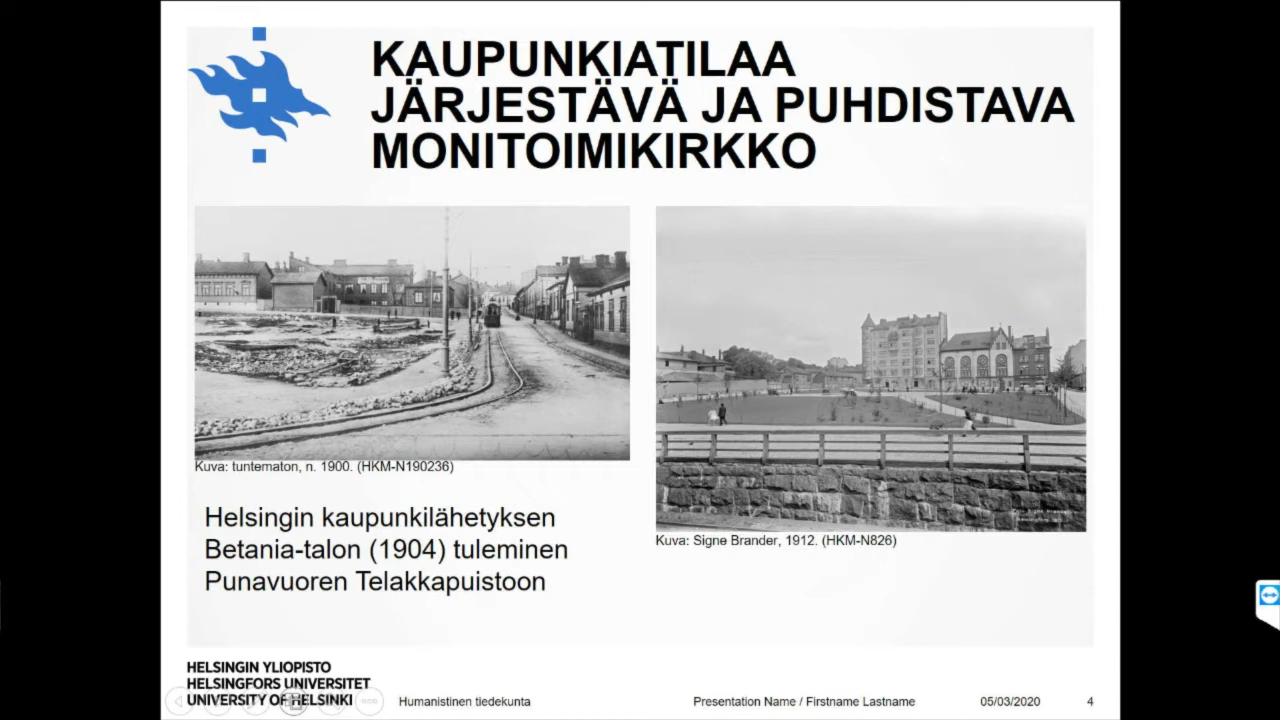 KAUPUNKIATILAA
JÄRJESTÄVÄ JA PUHDISTAVA
MONITOIMIKIRKKO
Kuva: tuntematon, n. 1900. (HKM-N190236)
Kuva: Signe Brander, 1912. (HKM-N826)
Helsingin kaupunkilähetyksen
Betania-talon (1904) tuleminen
Punavuoren Telakkapuistoon
HELSINGIN YLIOPISTO
HELSINGFORS UNIVERSITET
UNIVERSITY OF HELSINKI
Humanistinen tiedekunta
Presentation Name / Firstname Lastname
05/03/2020
4